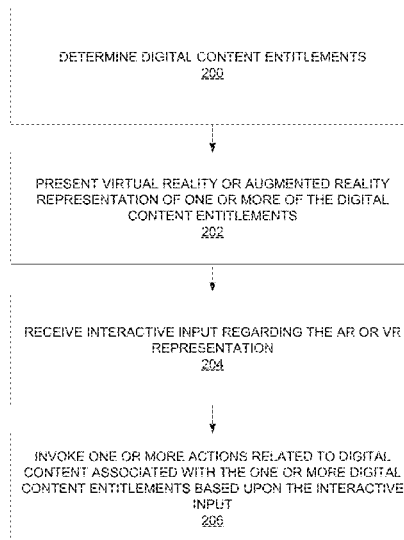 DETERMINE DIGITAL CONTENT ENTITLEMENTS
200
PRESENT VIRTUAL REALITY OR AUGMENTED REALITY
REPRESENTATION OF ONE OR MORE OF THE DIGITAL
CONTENT ENTITLEMENTS
202
RECEIVE INTERACTIVE INPUT REGARDING THE AR OR VR
REPRESENTATION
204
INVOKE ONE OR MORE ACTIONS RELATED TO DIGITAL
CONTENT ASSOCIATED WITH THE ONE OR MORE DIGITAL
CONTENT ENTITLEMENTS BASED UPON THE INTERACTIVE
INPUT
206